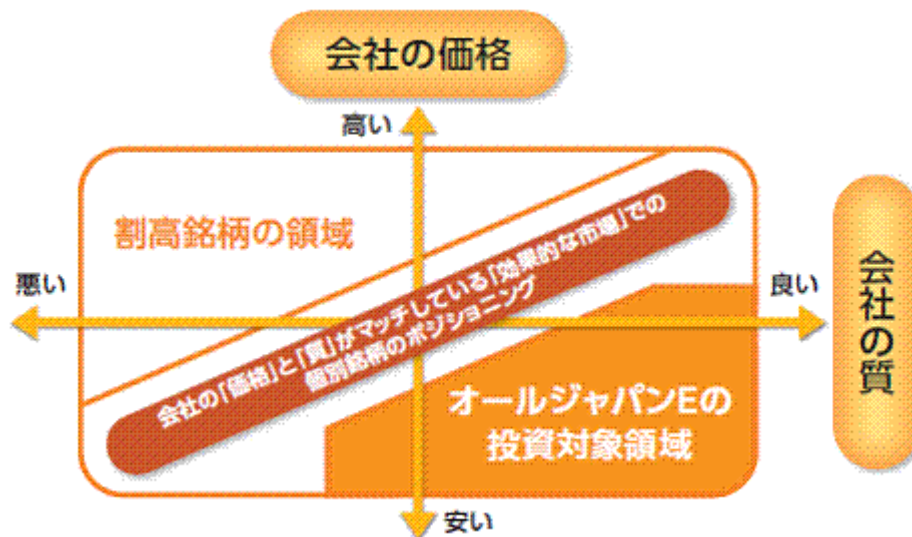 会社の価格
高い
割高銘柄の領域
会社の「価格」と「質」がマッチしている「効果的な市場」での
個別銘柄のポジショニング
悪い
良い
会社の質
オールジャパンEの
投資対象領域
安い